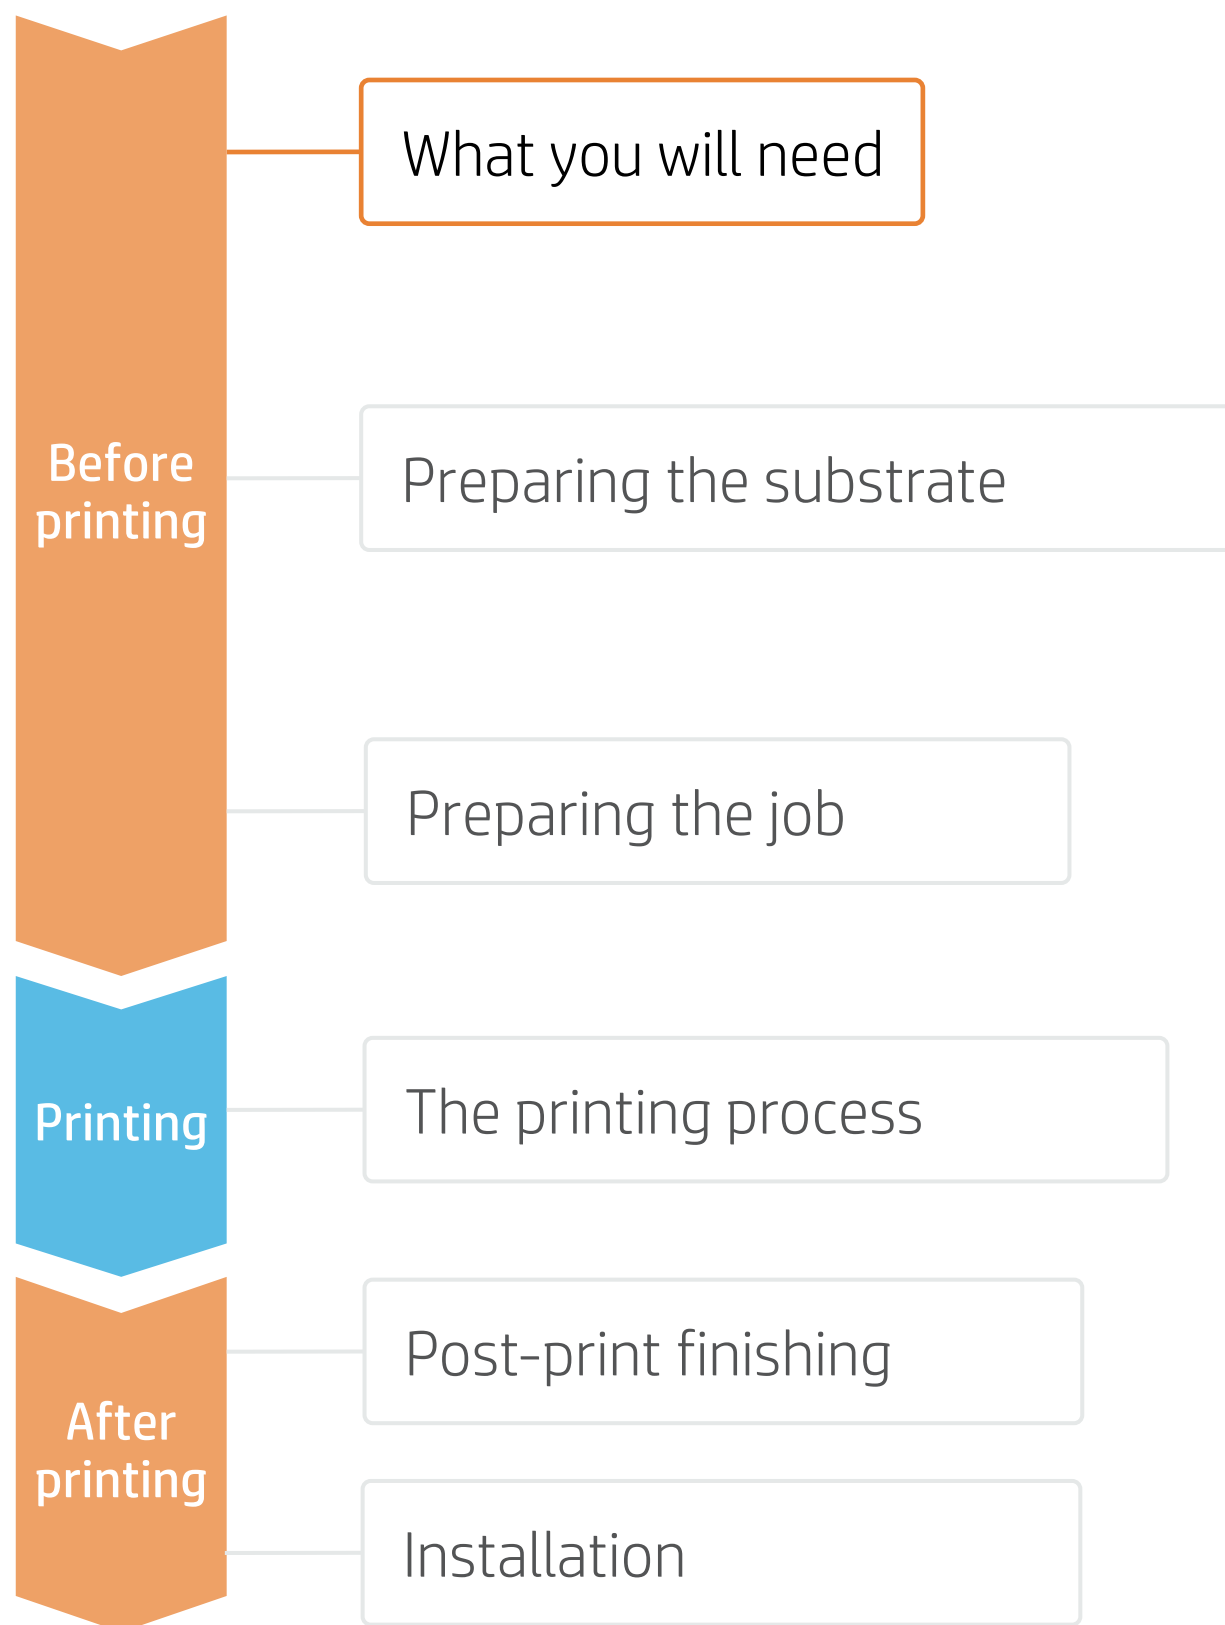 What you will need
Before
printing
Preparing the substrate
Preparing the job
Printing
The printing process
Post-print finishing
After
printing
Installation